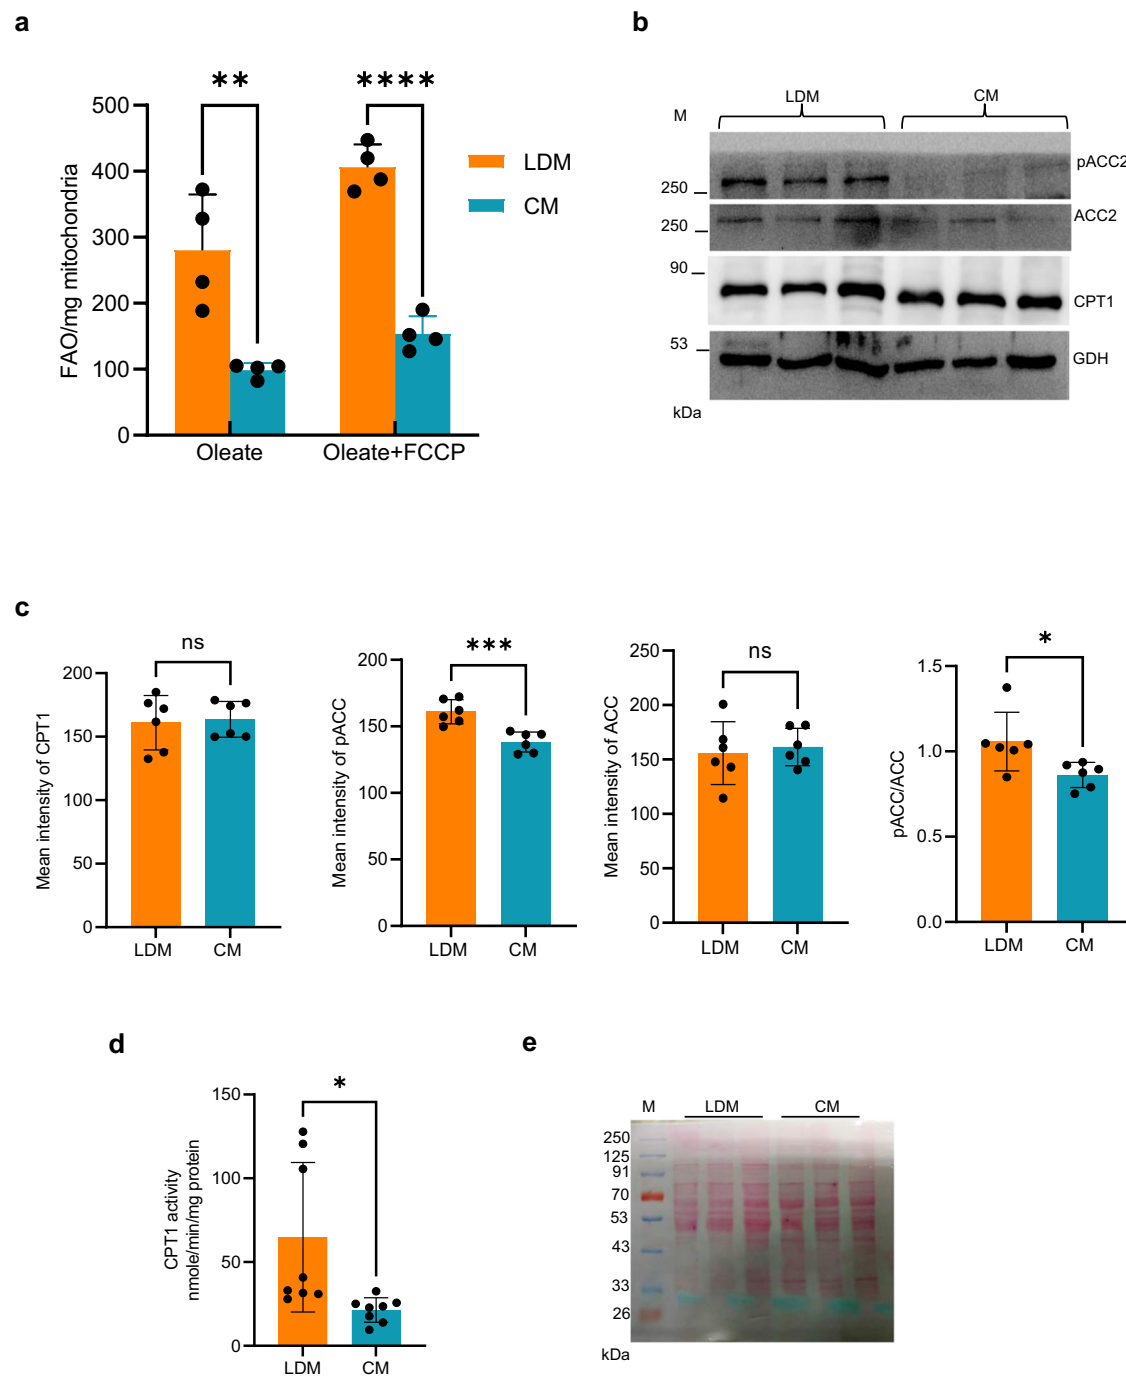 a
b
**
****
500
400
300
200
100
0
FAO/mg mitochondria
Oleate
Oleate+FCCP
LDM
CM
M
LDM
CM
250
250
90
53
kDa
pACC2
ACC2
CPT1
GDH
c
ns
200
150
100
50
0
Mean intensity of CPT1
LDM
CM
***
200
150
100
50
0
Mean intensity of pACC
LDM
CM
ns
250
200
150
100
50
0
Mean intensity of ACC
LDM
CM
*
1.5
1.0
0.5
0.0
pACC/ACC
LDM
CM
d
*
150
100
50
0
CPT1 activity
nmole/min/mg protein
LDM
CM
e
M
LDM
CM
250
125
91
70
53
43
33
26
kDa